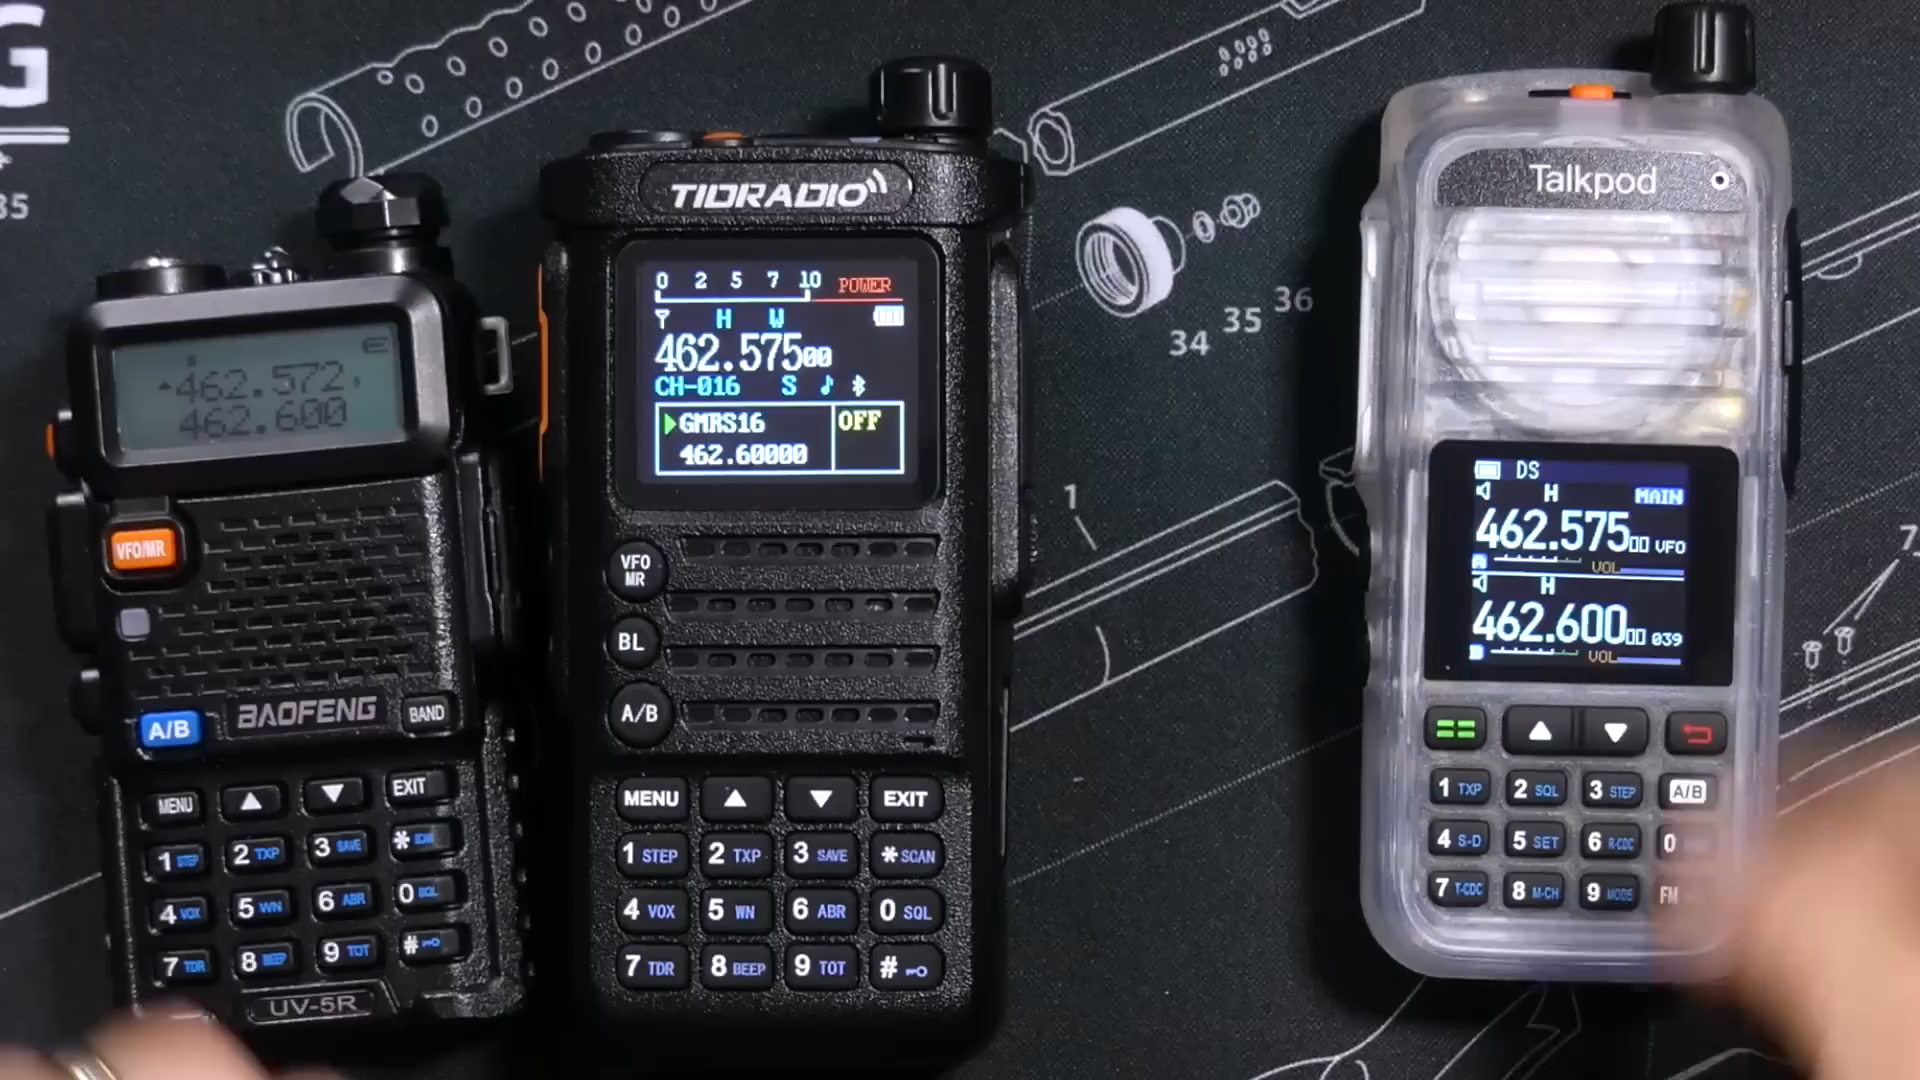 G
35
462.572
462.600
VFO/MR
A/B
BAOFENG
BAND
MENU ▲ ▼ EXIT
1 STEP 2 TXP 3 SAVE * SCAN
4 VOX 5 WN 6 ABR 0 SQL
7 TDR 8 BEEP 9 TOT #
UV-5R
TIDRADIO
0 2 5 7 10 POWER
H W
462.57500
CH-016 S
GMRS16 OFF
462.60000
VFO
MR
BL
A/B
MENU ▲ ▼ EXIT
1 STEP 2 TXP 3 SAVE * SCAN
4 VOX 5 WN 6 ABR 0 SQL
7 TDR 8 BEEP 9 TOT #
34 35 36
1
7
Talkpod
DS
H MAIN
462.57500 VFO
A VOL
H
462.60000 039
B VOL
▲ ▼
1 TXP 2 SQL 3 STEP A/B
4 S-D 5 SET 6 R-CDC 0
7 T-CDC 8 M-CH 9 MODE FM